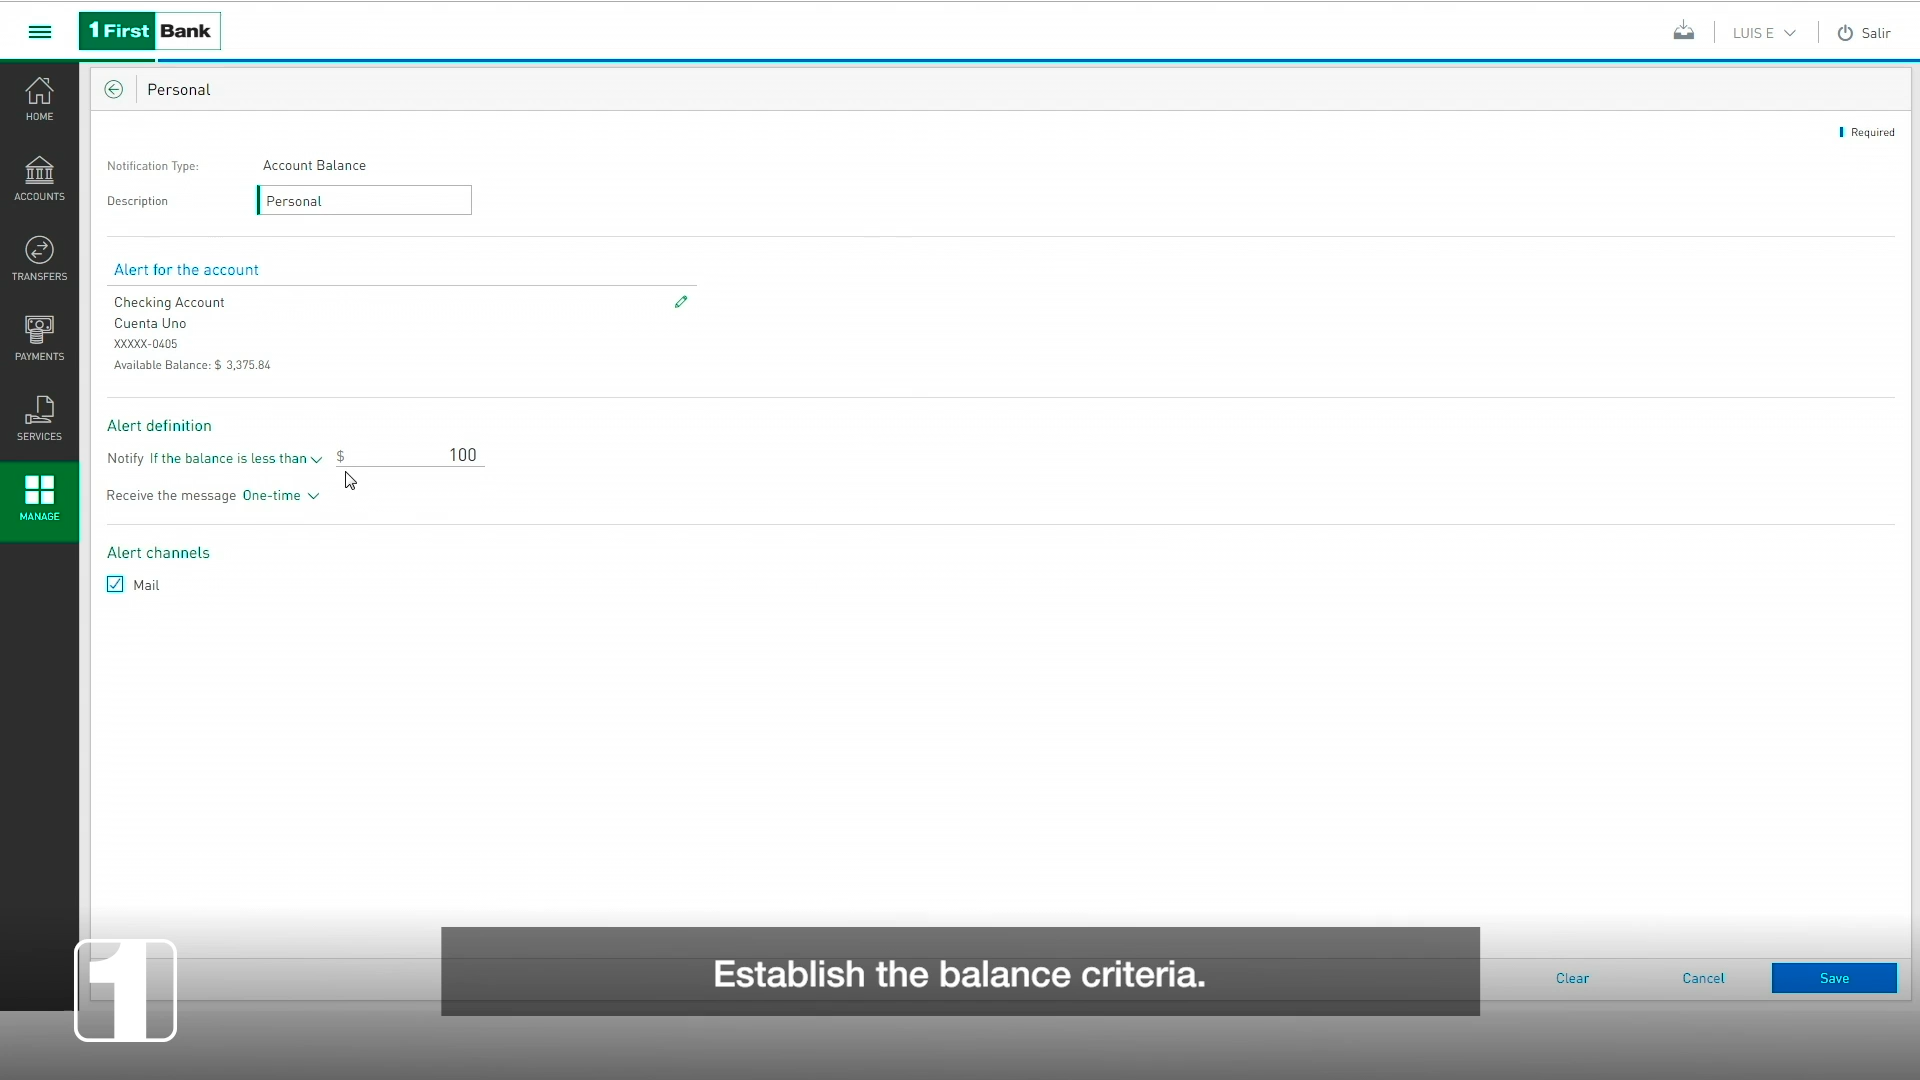 1 First Bank
LUIS E
Salir
HOME
ACCOUNTS
TRANSFERS
PAYMENTS
SERVICES
MANAGE
Personal
Required
Notification Type: Account Balance
Description Personal
Alert for the account
Checking Account
Cuenta Uno
XXXXX-0405
Available Balance: $ 3,375.84
Alert definition
Notify If the balance is less than $ 100
Receive the message One-time
Alert channels
Mail
Clear Cancel Save
1
Establish the balance criteria.